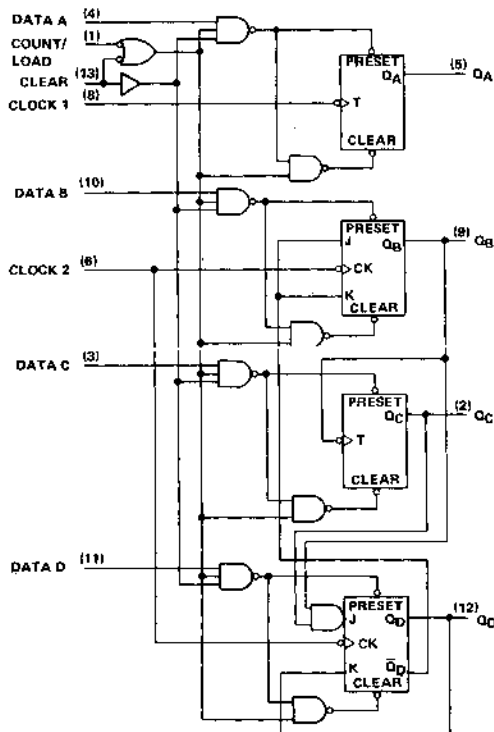 DATA A (4)
COUNT/ (1)
LOAD
CLEAR (13)
CLOCK 1 (8)
PRESET
QA (5) QA
T
CLEAR
DATA B (10)
PRESET
J QB (9) QB
CLOCK 2 (6)
CK
K
CLEAR
DATA C (3)
PRESET
QC (2) QC
T
CLEAR
DATA D (11)
PRESET
J QD (12) QD
CK
K Q̅D
CLEAR